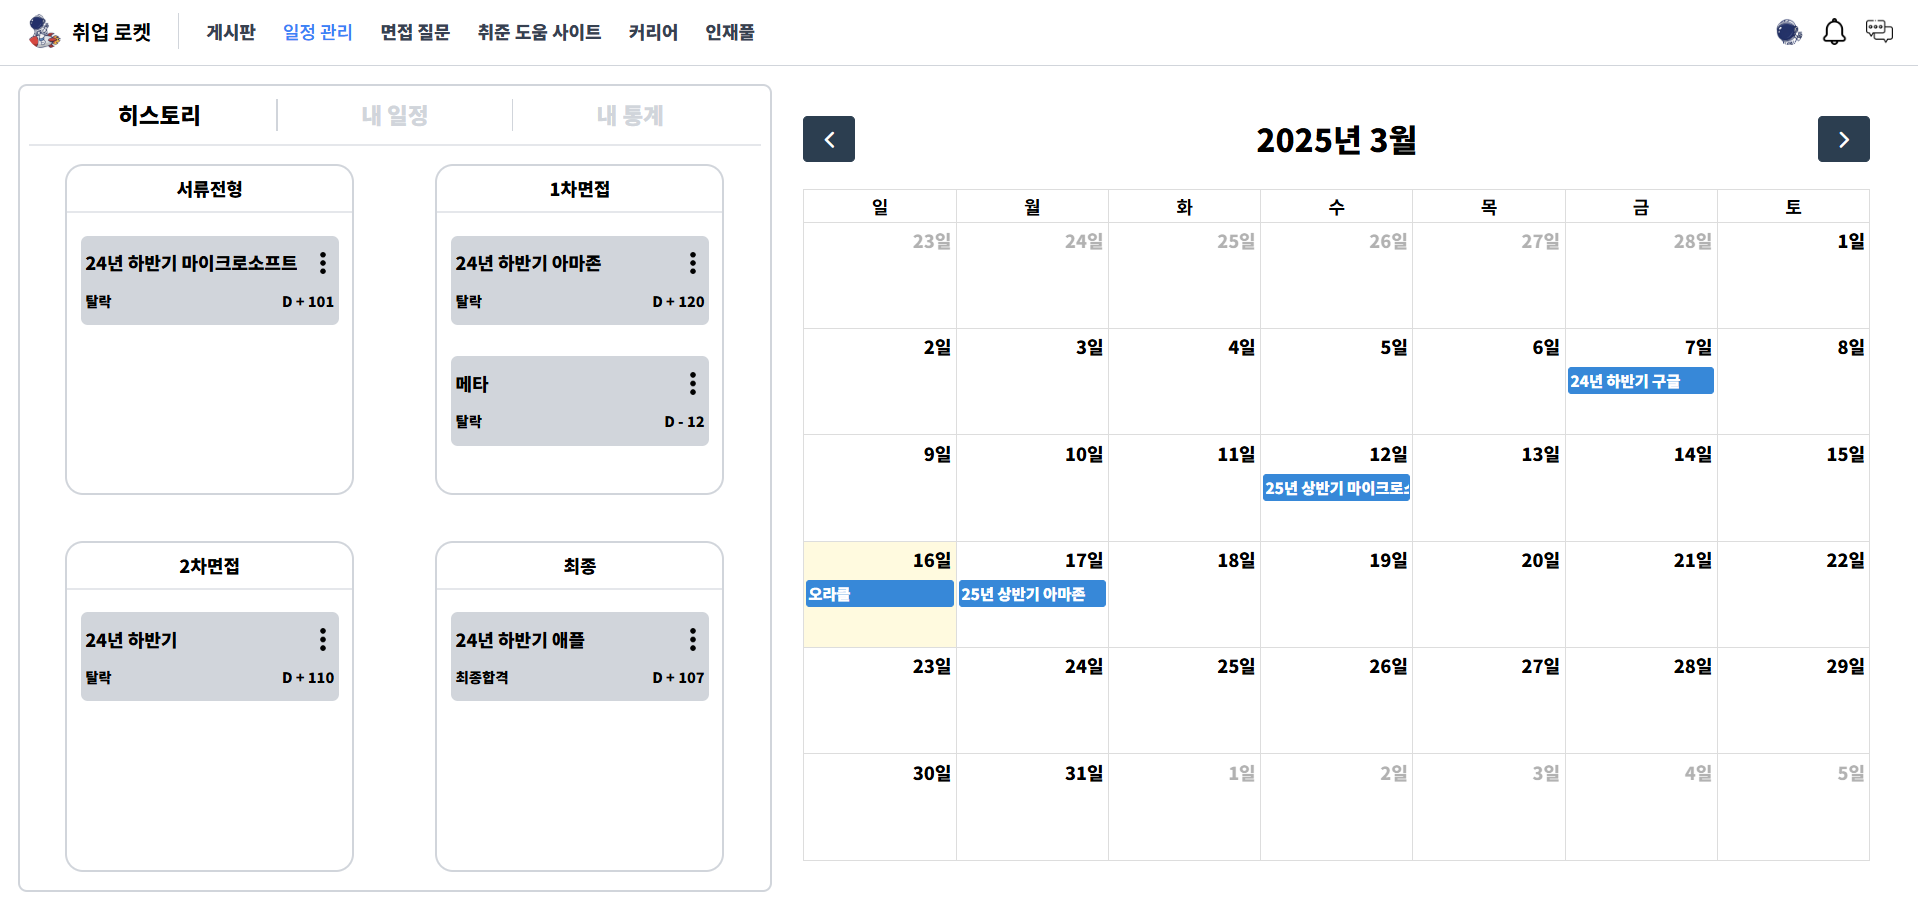 취업 로켓
게시판 일정 관리 면접 질문 취준 도움 사이트 커리어 인재풀
히스토리 내 일정 내 통계
서류전형
24년 하반기 마이크로소프트
탈락 D + 101
1차면접
24년 하반기 아마존
탈락 D + 120
메타
탈락 D - 12
2차면접
24년 하반기
탈락 D + 110
최종
24년 하반기 애플
최종합격 D + 107
2025년 3월
일 월 화 수 목 금 토
23일 24일 25일 26일 27일 28일 1일
2일 3일 4일 5일 6일 7일 8일
24년 하반기 구글
9일 10일 11일 12일 13일 14일 15일
25년 상반기 마이크로
16일 17일 18일 19일 20일 21일 22일
오라클 25년 상반기 아마존
23일 24일 25일 26일 27일 28일 29일
30일 31일 1일 2일 3일 4일 5일